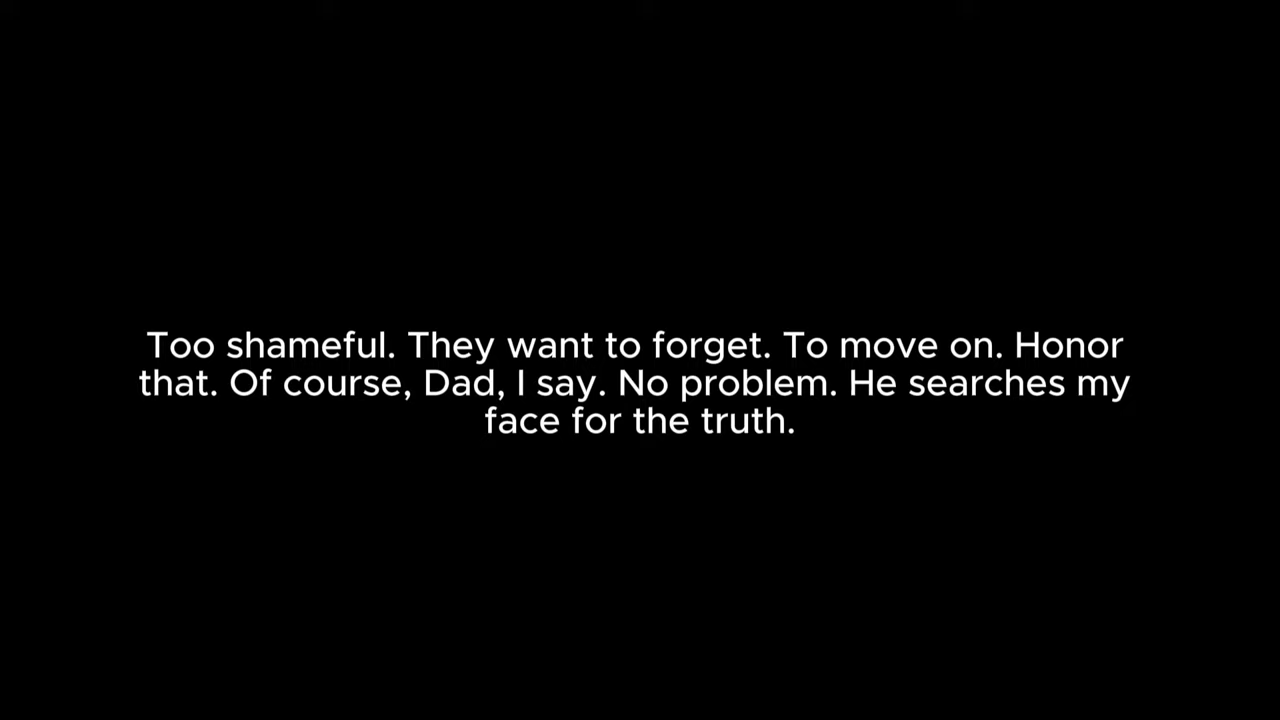 Too shameful. They want to forget. To move on. Honor
that. Of course, Dad, I say. No problem. He searches my
face for the truth.